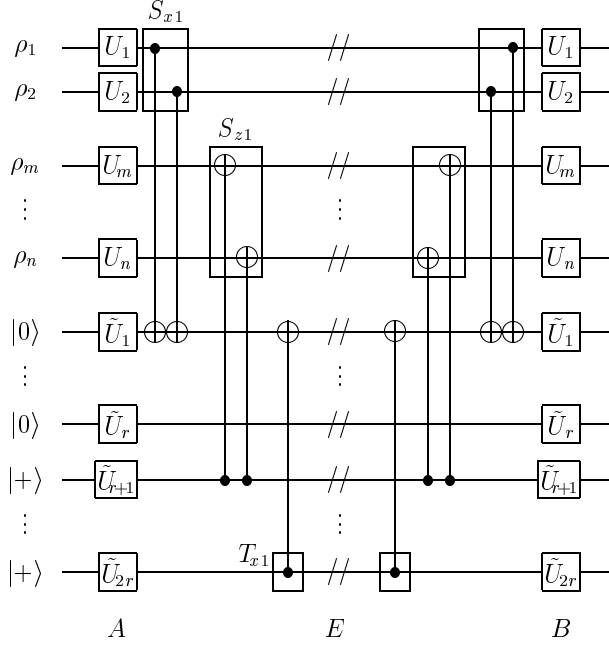 S_{x1}
ρ_1 U_1 // U_1
ρ_2 U_2 // U_2
S_{z1}
ρ_m U_m // U_m
⋮ ⋮
ρ_n U_n // U_n
|0⟩ Ũ_1 // Ũ_1
⋮ ⋮
|0⟩ Ũ_r // Ũ_r
|+⟩ Ũ_{r+1} // Ũ_{r+1}
⋮ ⋮
T_{x1}
|+⟩ Ũ_{2r} // Ũ_{2r}
A E B